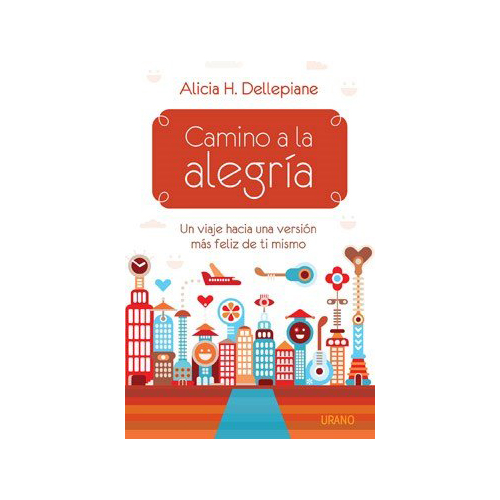 Alicia H. Dellepiane
Camino a la
alegría
Un viaje hacia una versión
más feliz de ti mismo
URANO